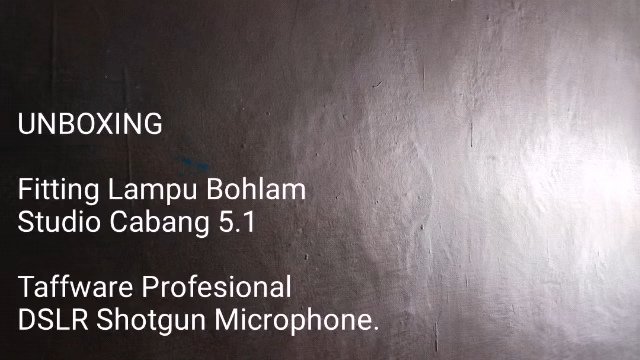 UNBOXING
Fitting Lampu Bohlam
Studio Cabang 5.1
Taffware Profesional
DSLR Shotgun Microphone.